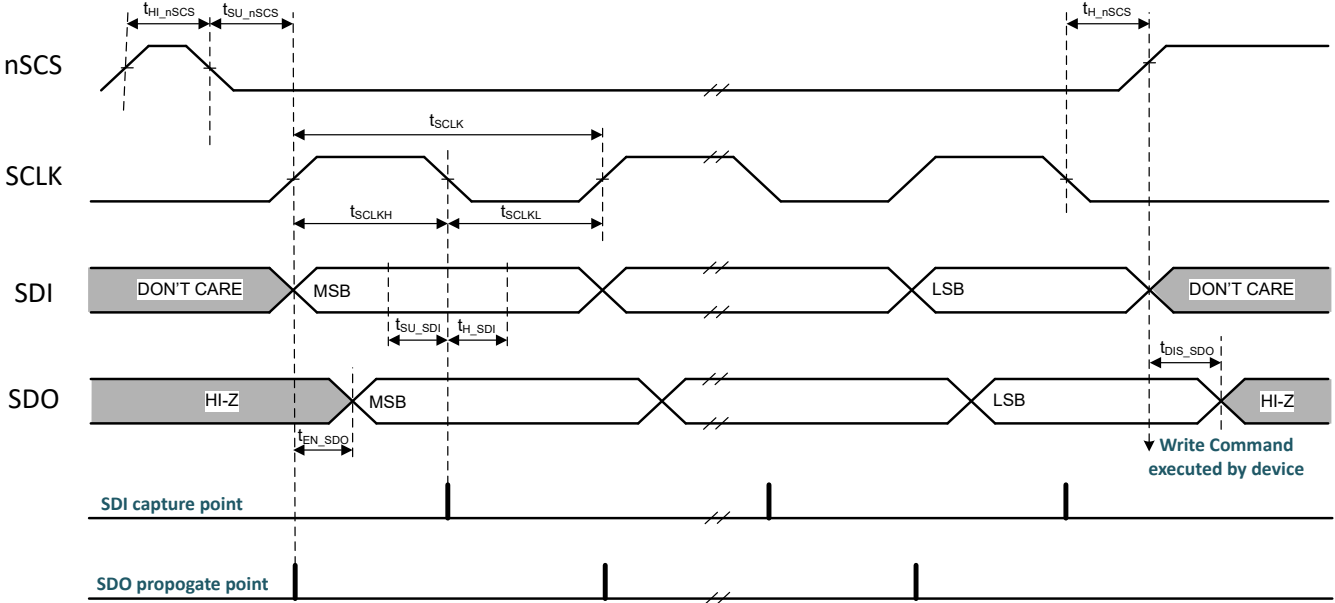 tHI_nSCS tSU_nSCS tH_nSCS
nSCS
tSCLK
SCLK
tSCLKH tSCLKL
SDI DON'T CARE MSB LSB DON'T CARE
tSU_SDI tH_SDI
tDIS_SDO
SDO HI-Z MSB LSB HI-Z
tEN_SDO
Write Command
executed by device
SDI capture point
SDO propogate point